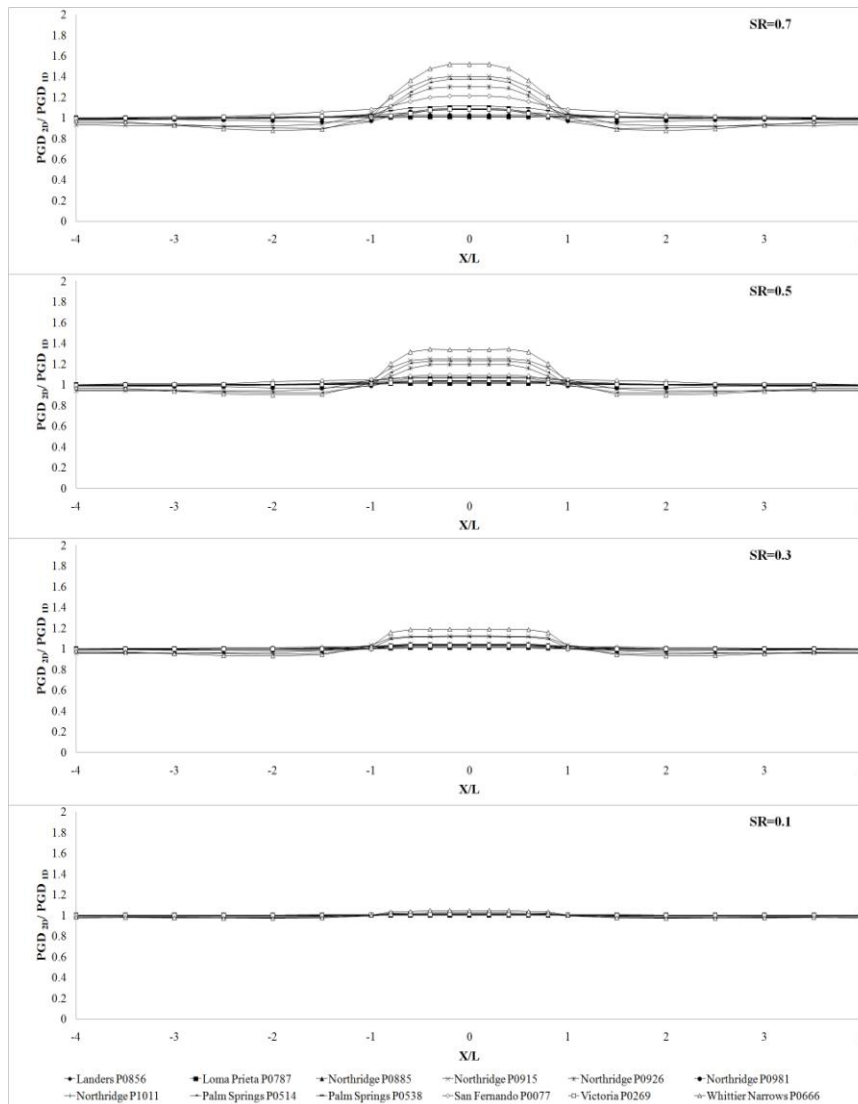 SR=0.7
2
1.8
1.6
1.4
1.2
1
0.8
0.6
0.4
0.2
0
PGD 2D/ PGD 1D
-4 -3 -2 -1 0 1 2 3
X/L
SR=0.5
2
1.8
1.6
1.4
1.2
1
0.8
0.6
0.4
0.2
0
PGD 2D/ PGD 1D
-4 -3 -2 -1 0 1 2 3
X/L
SR=0.3
2
1.8
1.6
1.4
1.2
1
0.8
0.6
0.4
0.2
0
PGD 2D/ PGD 1D
-4 -3 -2 -1 0 1 2 3
X/L
SR=0.1
2
1.8
1.6
1.4
1.2
1
0.8
0.6
0.4
0.2
0
PGD 2D/ PGD 1D
-4 -3 -2 -1 0 1 2 3
X/L
Landers P0856 Loma Prieta P0787 Northridge P0885 Northridge P0915 Northridge P0926 Northridge P0981
Northridge P1011 Palm Springs P0514 Palm Springs P0538 San Fernando P0077 Victoria P0269 Whittier Narrows P0666